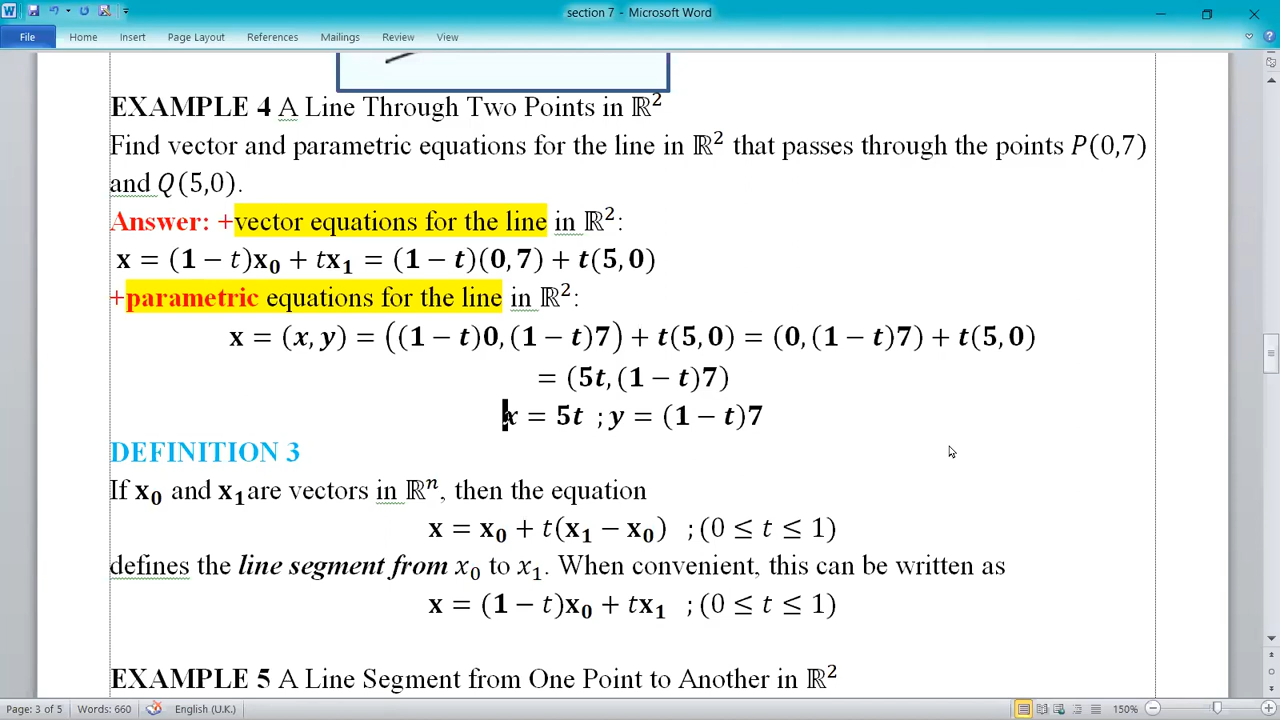 section 7 - Microsoft Word
File Home Insert Page Layout References Mailings Review View
EXAMPLE 4 A Line Through Two Points in ℝ²
Find vector and parametric equations for the line in ℝ² that passes through the points P(0,7)
and Q(5,0).
Answer: +vector equations for the line in ℝ²:
x = (1 − t)x₀ + tx₁ = (1 − t)(0, 7) + t(5, 0)
+parametric equations for the line in ℝ²:
x = (x, y) = ((1 − t)0, (1 − t)7) + t(5, 0) = (0, (1 − t)7) + t(5, 0)
= (5t, (1 − t)7)
x = 5t ; y = (1 − t)7
DEFINITION 3
If x₀ and x₁are vectors in ℝⁿ, then the equation
x = x₀ + t(x₁ − x₀) ; (0 ≤ t ≤ 1)
defines the line segment from x₀ to x₁. When convenient, this can be written as
x = (1 − t)x₀ + tx₁ ; (0 ≤ t ≤ 1)
EXAMPLE 5 A Line Segment from One Point to Another in ℝ²
Page: 3 of 5 Words: 660 English (U.K.) 150%